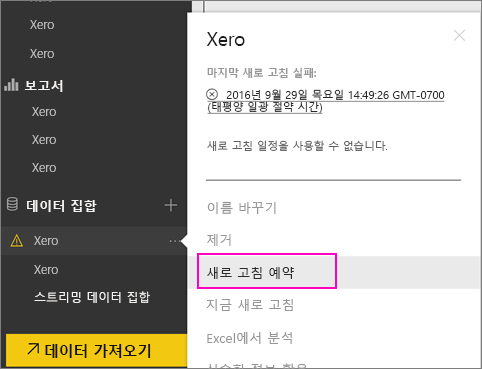 Xero
Xero
Xero
보고서
Xero
Xero
Xero
데이터 집합
Xero
Xero
스트리밍 데이터 집합
데이터 가져오기
Xero
마지막 새로 고침 실패:
2016년 9월 29일 목요일 14:49:26 GMT-0700
(태평양 일광 절약 시간)
새로 고침 일정을 사용할 수 없습니다.
이름 바꾸기
제거
새로 고침 예약
지금 새로 고침
Excel에서 분석